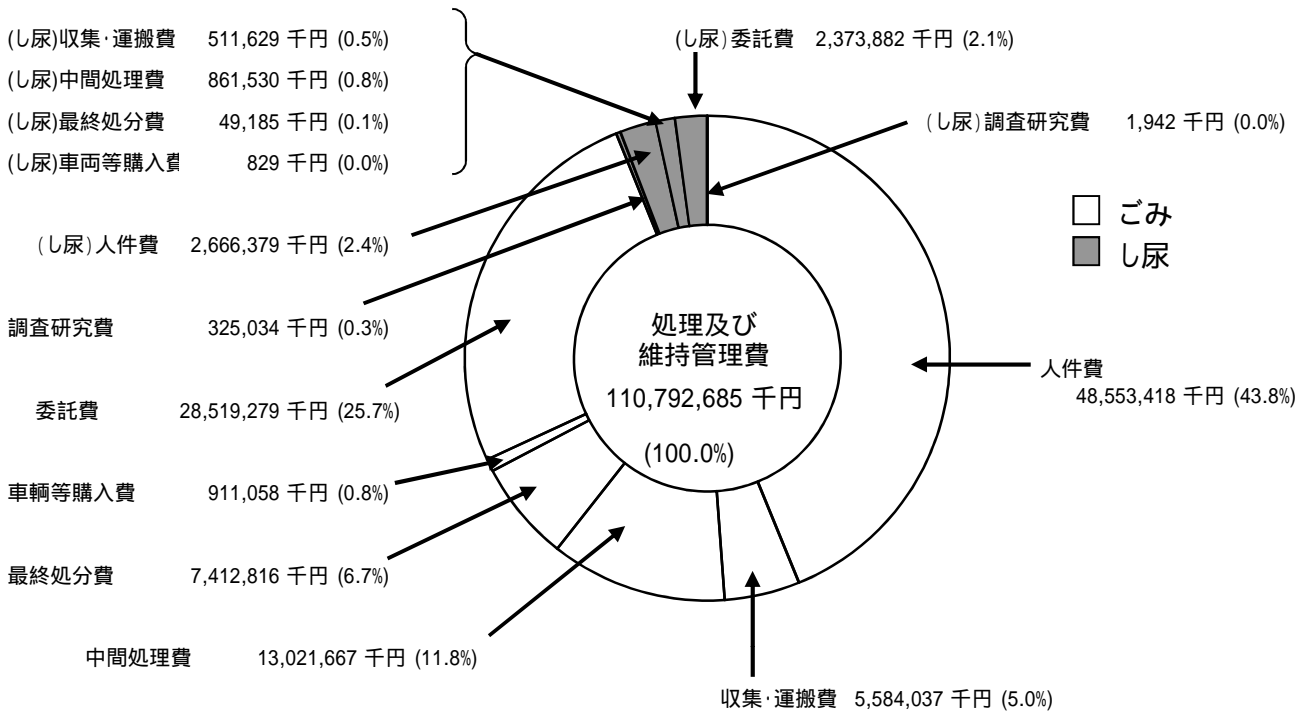 (し尿)収集･運搬費 511,629 千円 (0.5%)
(し尿)中間処理費 861,530 千円 (0.8%)
(し尿)最終処分費 49,185 千円 (0.1%)
(し尿)車両等購入費 829 千円 (0.0%)
(し尿)委託費 2,373,882 千円 (2.1%)
(し尿)調査研究費 1,942 千円 (0.0%)
ごみ
し尿
(し尿)人件費 2,666,379 千円 (2.4%)
調査研究費 325,034 千円 (0.3%)
処理及び
維持管理費
110,792,685 千円
(100.0%)
人件費
48,553,418 千円 (43.8%)
委託費 28,519,279 千円 (25.7%)
車輌等購入費 911,058 千円 (0.8%)
最終処分費 7,412,816 千円 (6.7%)
中間処理費 13,021,667 千円 (11.8%)
収集･運搬費 5,584,037 千円 (5.0%)